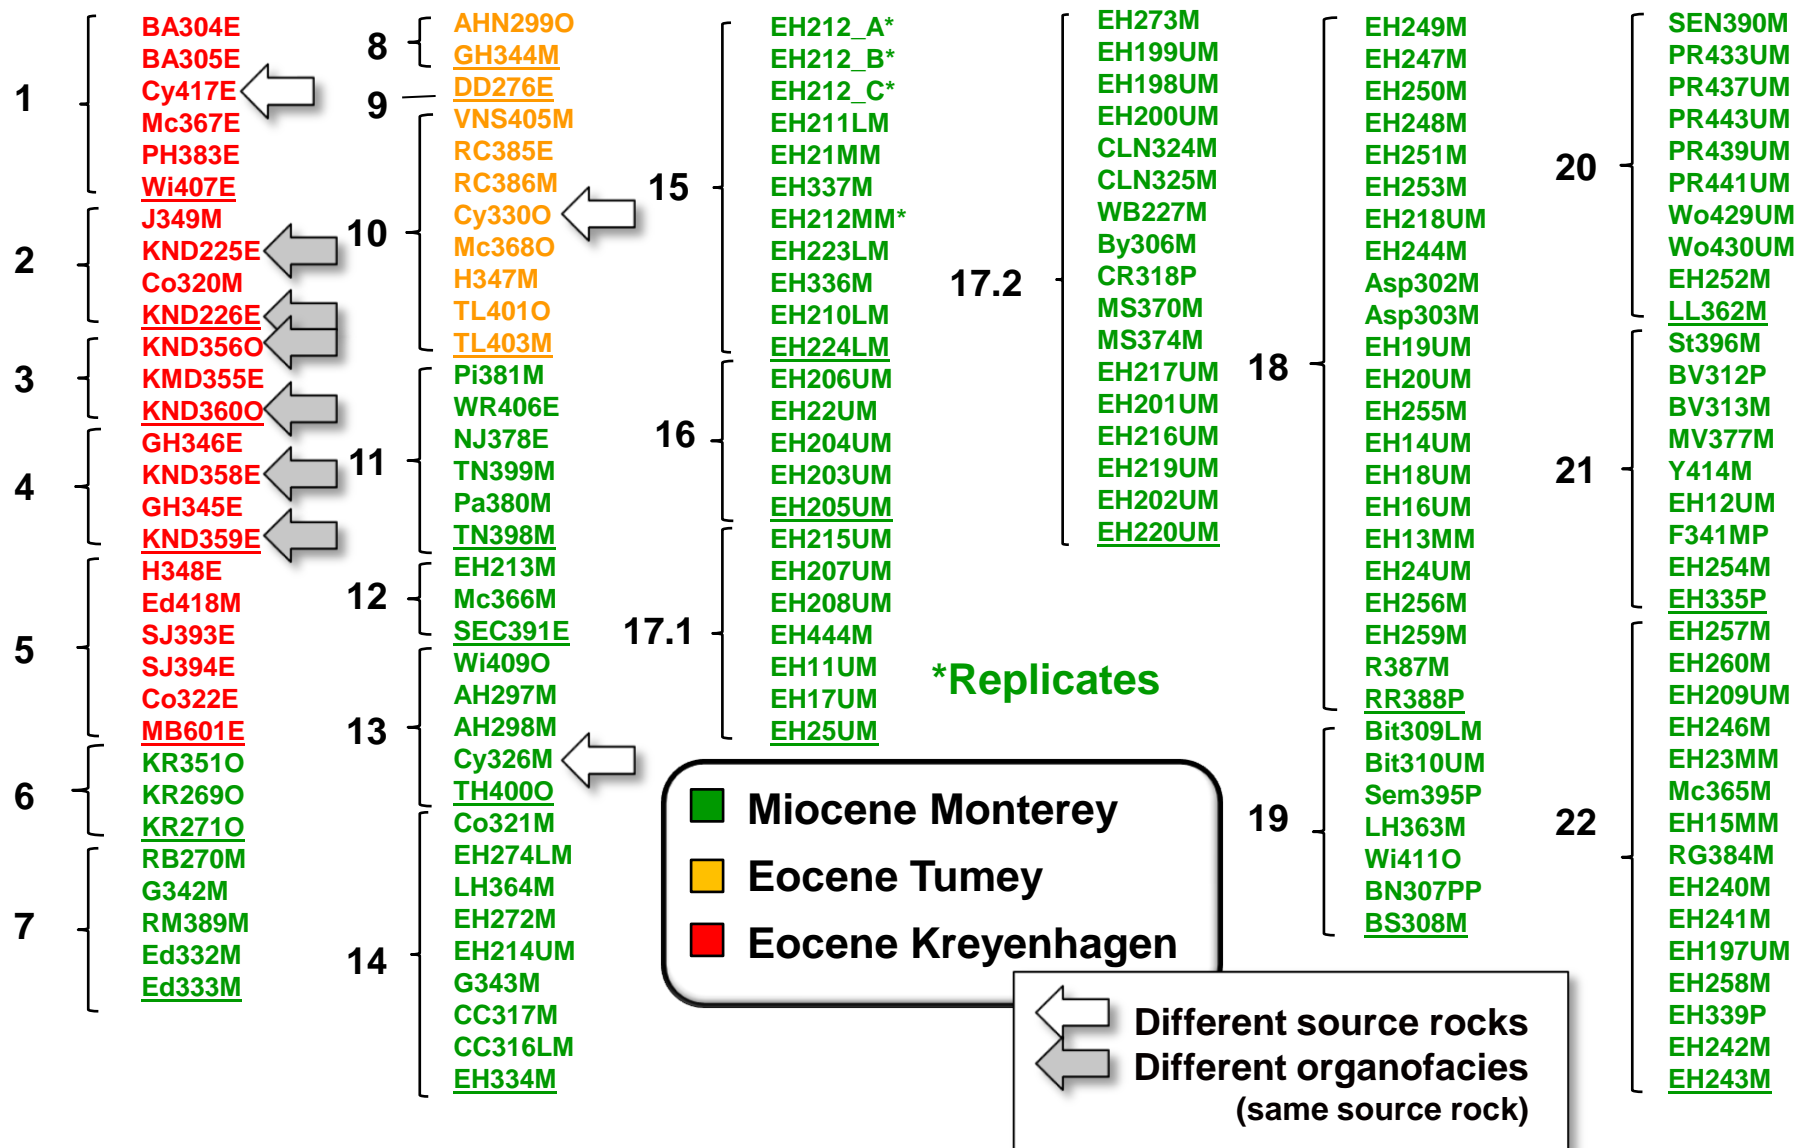 1
BA304E
BA305E
Cy417E
Mc367E
PH383E
Wi407E
2
J349M
KND225E
Co320M
KND226E
3
KND356O
KMD355E
KND360O
4
GH346E
KND358E
GH345E
KND359E
5
H348E
Ed418M
SJ393E
SJ394E
Co322E
MB601E
6
KR351O
KR269O
KR271O
7
RB270M
G342M
RM389M
Ed332M
Ed333M
8
AHN299O
GH344M
9
DD276E
10
VNS405M
RC385E
RC386M
Cy330O
Mc368O
H347M
TL401O
TL403M
11
Pi381M
WR406E
NJ378E
TN399M
Pa380M
TN398M
12
EH213M
Mc366M
SEC391E
13
Wi409O
AH297M
AH298M
Cy326M
TH400O
14
Co321M
EH274LM
LH364M
EH272M
EH214UM
G343M
CC317M
CC316LM
EH334M
15
EH212_A*
EH212_B*
EH212_C*
EH211LM
EH21MM
EH337M
EH212MM*
EH223LM
EH336M
EH210LM
EH224LM
16
EH206UM
EH22UM
EH204UM
EH203UM
EH205UM
17.1
EH215UM
EH207UM
EH208UM
EH444M
EH11UM
EH17UM
EH25UM
17.2
EH273M
EH199UM
EH198UM
EH200UM
CLN324M
CLN325M
WB227M
By306M
CR318P
MS370M
MS374M
EH217UM
EH201UM
EH216UM
EH219UM
EH202UM
EH220UM
*Replicates
18
EH249M
EH247M
EH250M
EH248M
EH251M
EH253M
EH218UM
EH244M
Asp302M
Asp303M
EH19UM
EH20UM
EH255M
EH14UM
EH18UM
EH16UM
EH13MM
EH24UM
EH256M
EH259M
R387M
RR388P
19
Bit309LM
Bit310UM
Sem395P
LH363M
Wi411O
BN307PP
BS308M
20
SEN390M
PR433UM
PR437UM
PR443UM
PR439UM
PR441UM
Wo429UM
Wo430UM
EH252M
LL362M
21
St396M
BV312P
BV313M
MV377M
Y414M
EH12UM
F341MP
EH254M
EH335P
22
EH257M
EH260M
EH209UM
EH246M
EH23MM
Mc365M
EH15MM
RG384M
EH240M
EH241M
EH197UM
EH258M
EH339P
EH242M
EH243M
Miocene Monterey
Eocene Tumey
Eocene Kreyenhagen
Different source rocks
Different organofacies
(same source rock)